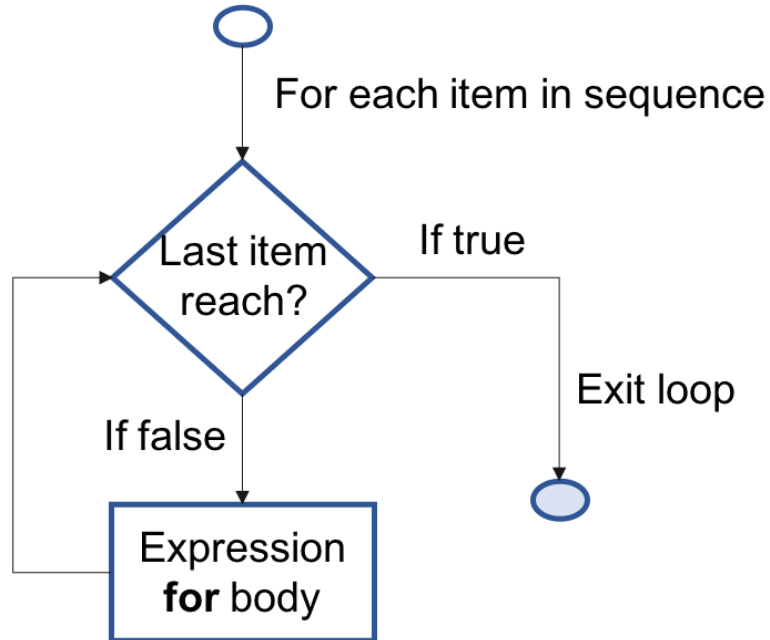 For each item in sequence
Last item
reach?
If true
Exit loop
If false
Expression
for body